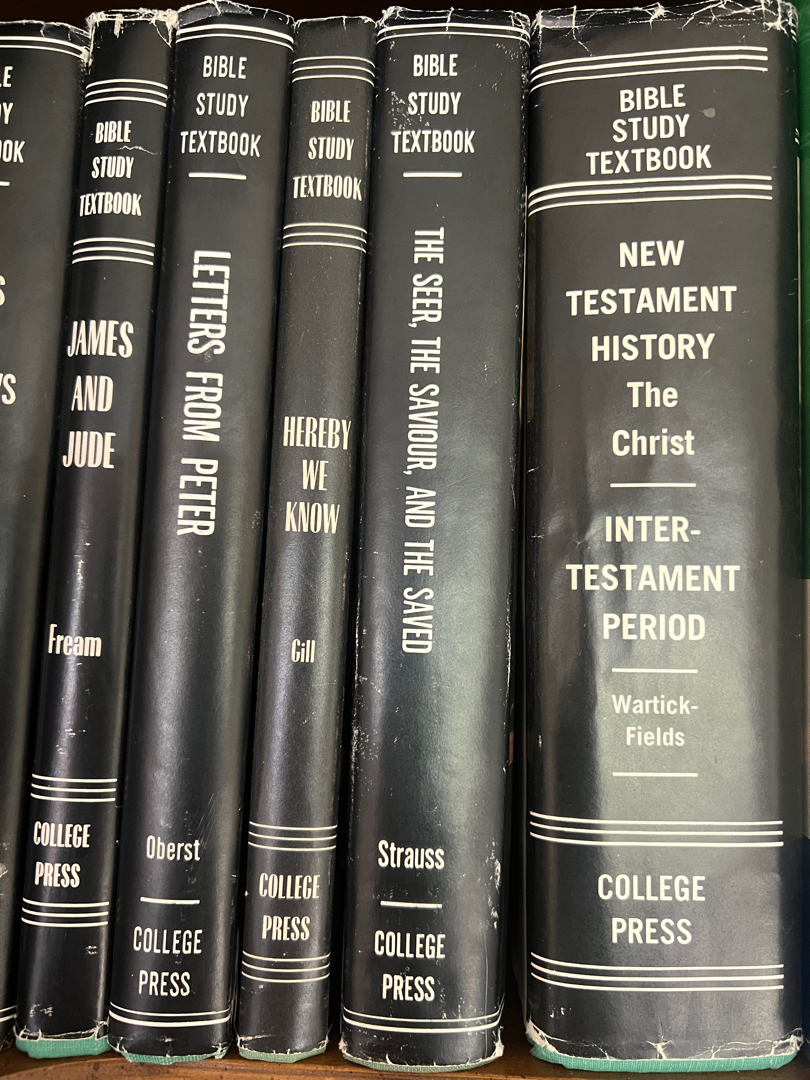 BIBLE
STUDY
TEXTBOOK
JAMES
AND
JUDE
Fream
COLLEGE
PRESS
BIBLE
STUDY
TEXTBOOK
LETTERS FROM PETER
Oberst
COLLEGE
PRESS
BIBLE
STUDY
TEXTBOOK
HEREBY
WE
KNOW
Gill
COLLEGE
PRESS
BIBLE
STUDY
TEXTBOOK
THE SEER, THE SAVIOUR, AND THE SAVED
Strauss
COLLEGE
PRESS
BIBLE
STUDY
TEXTBOOK
NEW
TESTAMENT
HISTORY
The
Christ
INTER-
TESTAMENT
PERIOD
Wartick-
Fields
COLLEGE
PRESS